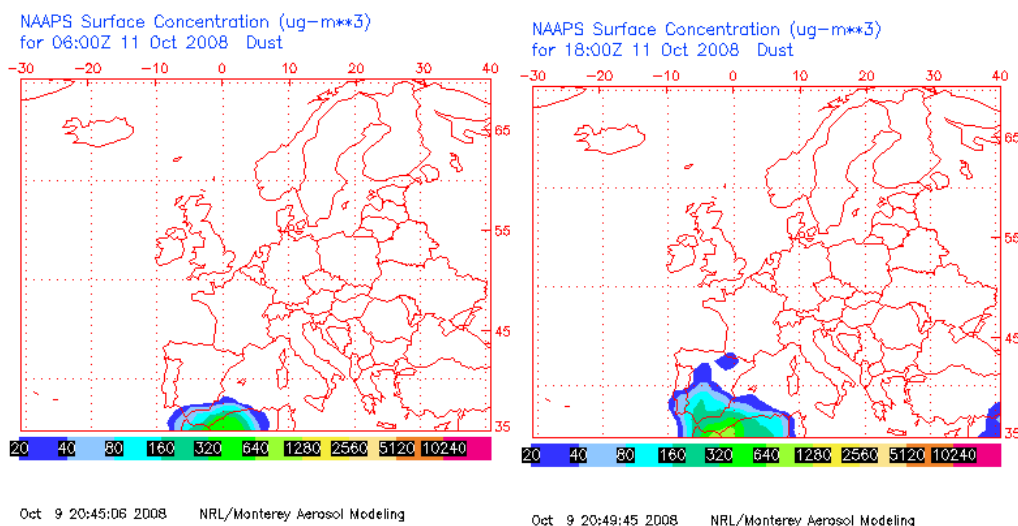 NAAPS Surface Concentration (ug-m**3)
for 06:00Z 11 Oct 2008 Dust
-30 -20 -10 0 10 20 30 40
65
55
45
35
20 40 80 160 320 640 1280 2560 5120 10240
Oct 9 20:45:06 2008 NRL/Monterey Aerosol Modeling
NAAPS Surface Concentration (ug-m**3)
for 18:00Z 11 Oct 2008 Dust
-30 -20 -10 0 10 20 30 40
65
55
45
35
20 40 80 160 320 640 1280 2560 5120 10240
Oct 9 20:49:45 2008 NRL/Monterey Aerosol Modeling